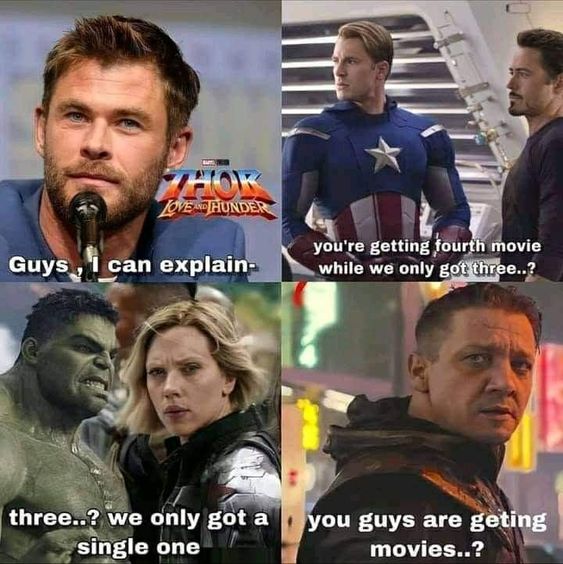 MARVEL
THOR
LOVE AND THUNDER
Guys , I can explain-
you're getting fourth movie
while we only got three..?
three..? we only got a
single one
you guys are geting
movies..?